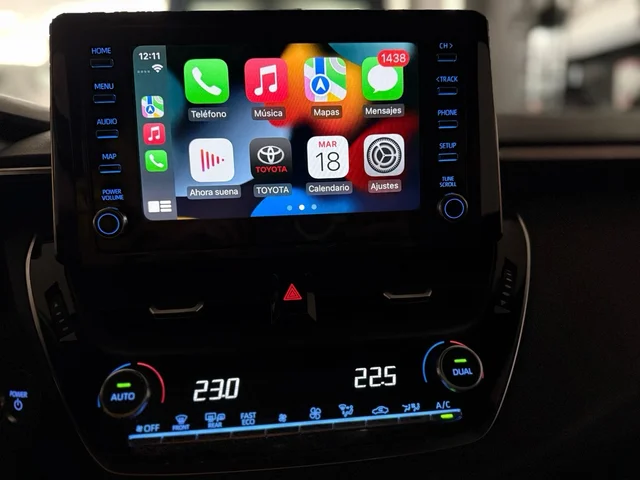 HOME
MENU
AUDIO
MAP
POWER
VOLUME
12:11
1438
Teléfono
Música
Mapas
Mensajes
TOYOTA
MAR
18
Ahora suena
TOYOTA
Calendario
Ajustes
CH >
< TRACK
PHONE
SETUP
TUNE
SCROLL
POWER
AUTO
23.0
22.5
DUAL
OFF
FRONT
REAR
FAST
ECO
A/C